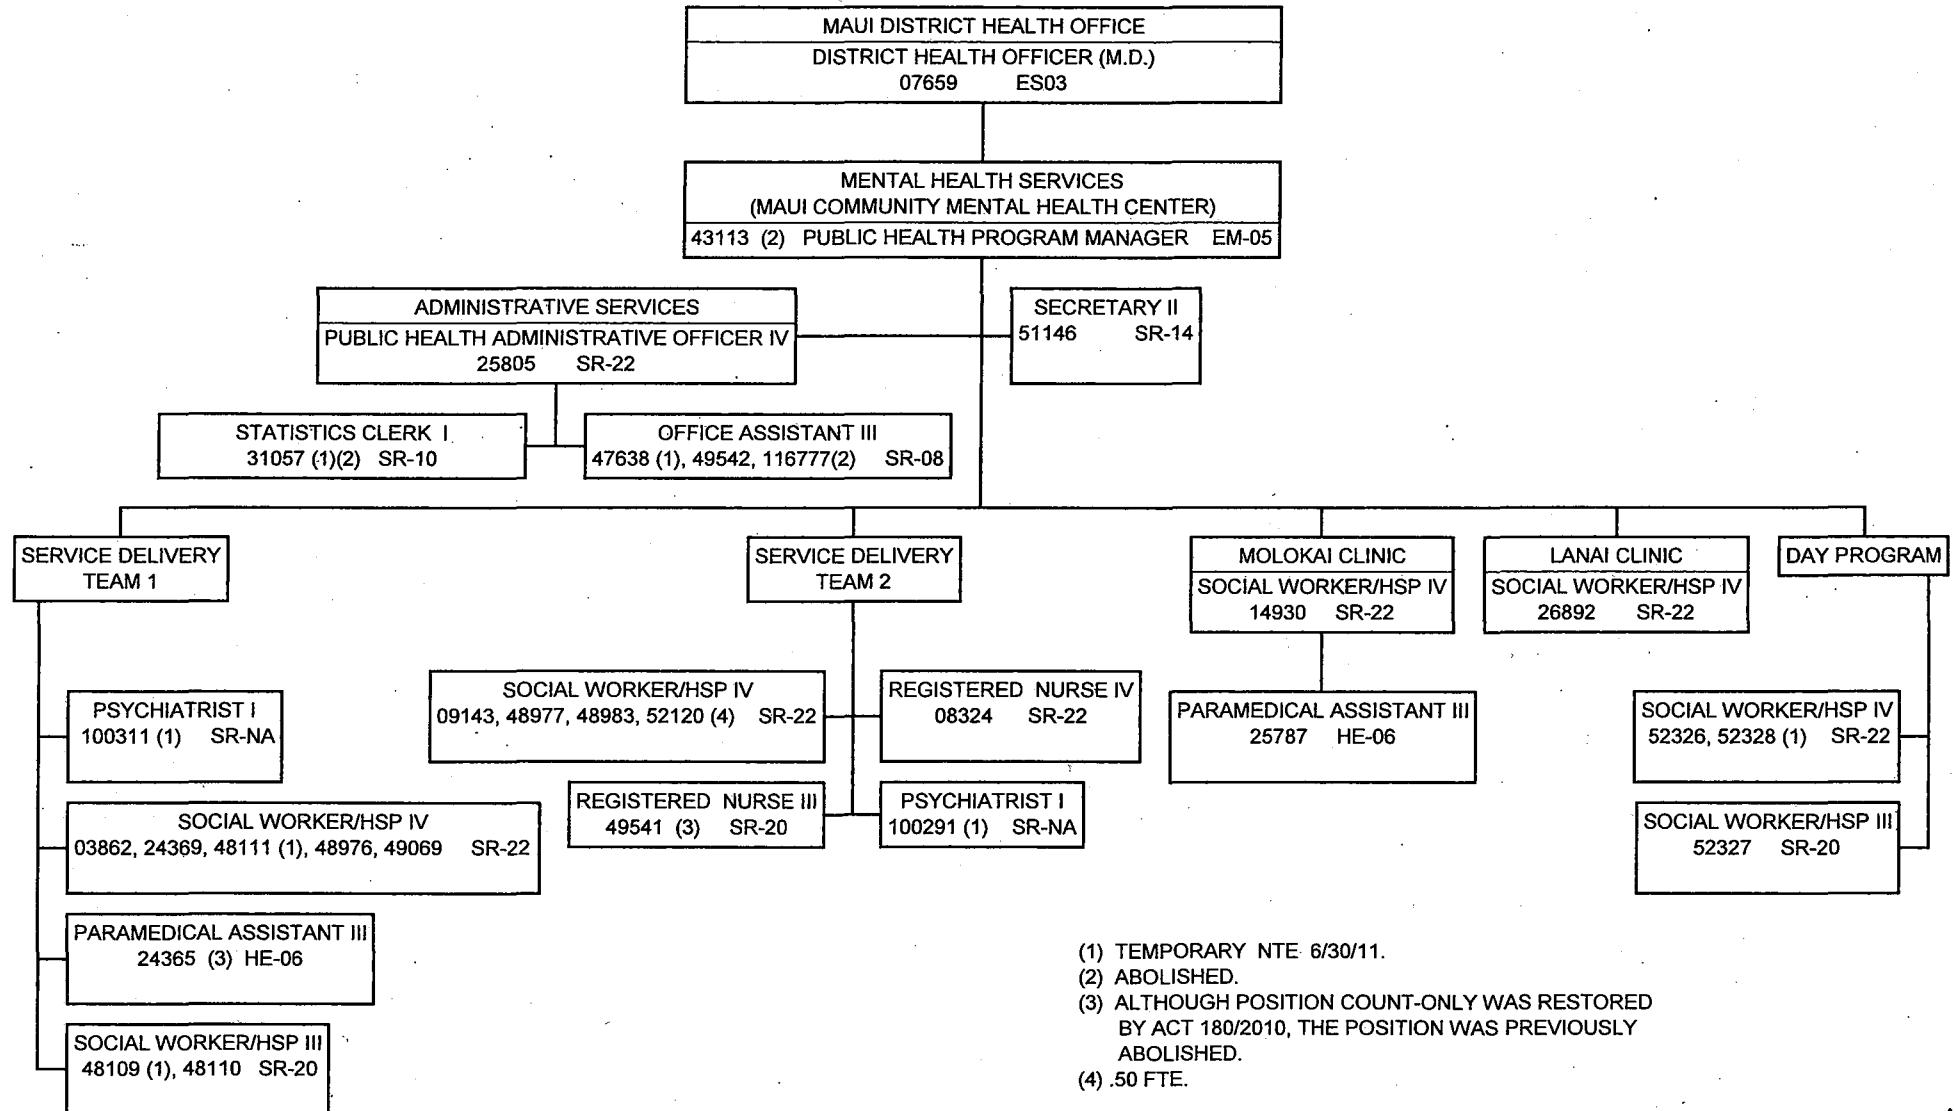 MAUI DISTRICT HEALTH OFFICE
DISTRICT HEALTH OFFICER (M.D.)
07659 ES03
MENTAL HEALTH SERVICES
(MAUI COMMUNITY MENTAL HEALTH CENTER)
43113 (2) PUBLIC HEALTH PROGRAM MANAGER EM-05
ADMINISTRATIVE SERVICES
PUBLIC HEALTH ADMINISTRATIVE OFFICER IV
25805 SR-22
SECRETARY II
51146 SR-14
STATISTICS CLERK I
31057 (1)(2) SR-10
OFFICE ASSISTANT III
47638 (1), 49542, 116777(2) SR-08
SERVICE DELIVERY
TEAM 1
PSYCHIATRIST I
100311 (1) SR-NA
SOCIAL WORKER/HSP IV
03862, 24369, 48111 (1), 48976, 49069 SR-22
PARAMEDICAL ASSISTANT III
24365 (3) HE-06
SOCIAL WORKER/HSP III
48109 (1), 48110 SR-20
SERVICE DELIVERY
TEAM 2
SOCIAL WORKER/HSP IV
09143, 48977, 48983, 52120 (4) SR-22
REGISTERED NURSE IV
08324 SR-22
REGISTERED NURSE III
49541 (3) SR-20
PSYCHIATRIST I
100291 (1) SR-NA
MOLOKAI CLINIC
SOCIAL WORKER/HSP IV
14930 SR-22
PARAMEDICAL ASSISTANT III
25787 HE-06
LANAI CLINIC
SOCIAL WORKER/HSP IV
26892 SR-22
DAY PROGRAM
SOCIAL WORKER/HSP IV
52326, 52328 (1) SR-22
SOCIAL WORKER/HSP III
52327 SR-20
(1) TEMPORARY NTE 6/30/11.
(2) ABOLISHED.
(3) ALTHOUGH POSITION COUNT-ONLY WAS RESTORED
BY ACT 180/2010, THE POSITION WAS PREVIOUSLY
ABOLISHED.
(4) .50 FTE.